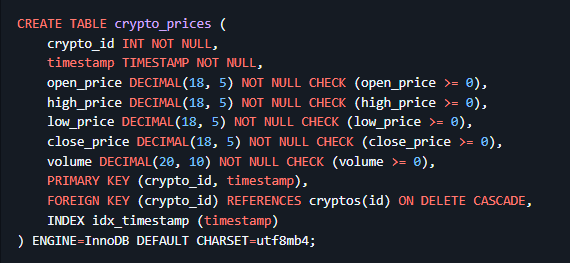 CREATE TABLE crypto_prices (
    crypto_id INT NOT NULL,
    timestamp TIMESTAMP NOT NULL,
    open_price DECIMAL(18, 5) NOT NULL CHECK (open_price >= 0),
    high_price DECIMAL(18, 5) NOT NULL CHECK (high_price >= 0),
    low_price DECIMAL(18, 5) NOT NULL CHECK (low_price >= 0),
    close_price DECIMAL(18, 5) NOT NULL CHECK (close_price >= 0),
    volume DECIMAL(20, 10) NOT NULL CHECK (volume >= 0),
    PRIMARY KEY (crypto_id, timestamp),
    FOREIGN KEY (crypto_id) REFERENCES cryptos(id) ON DELETE CASCADE,
    INDEX idx_timestamp (timestamp)
) ENGINE=InnoDB DEFAULT CHARSET=utf8mb4;